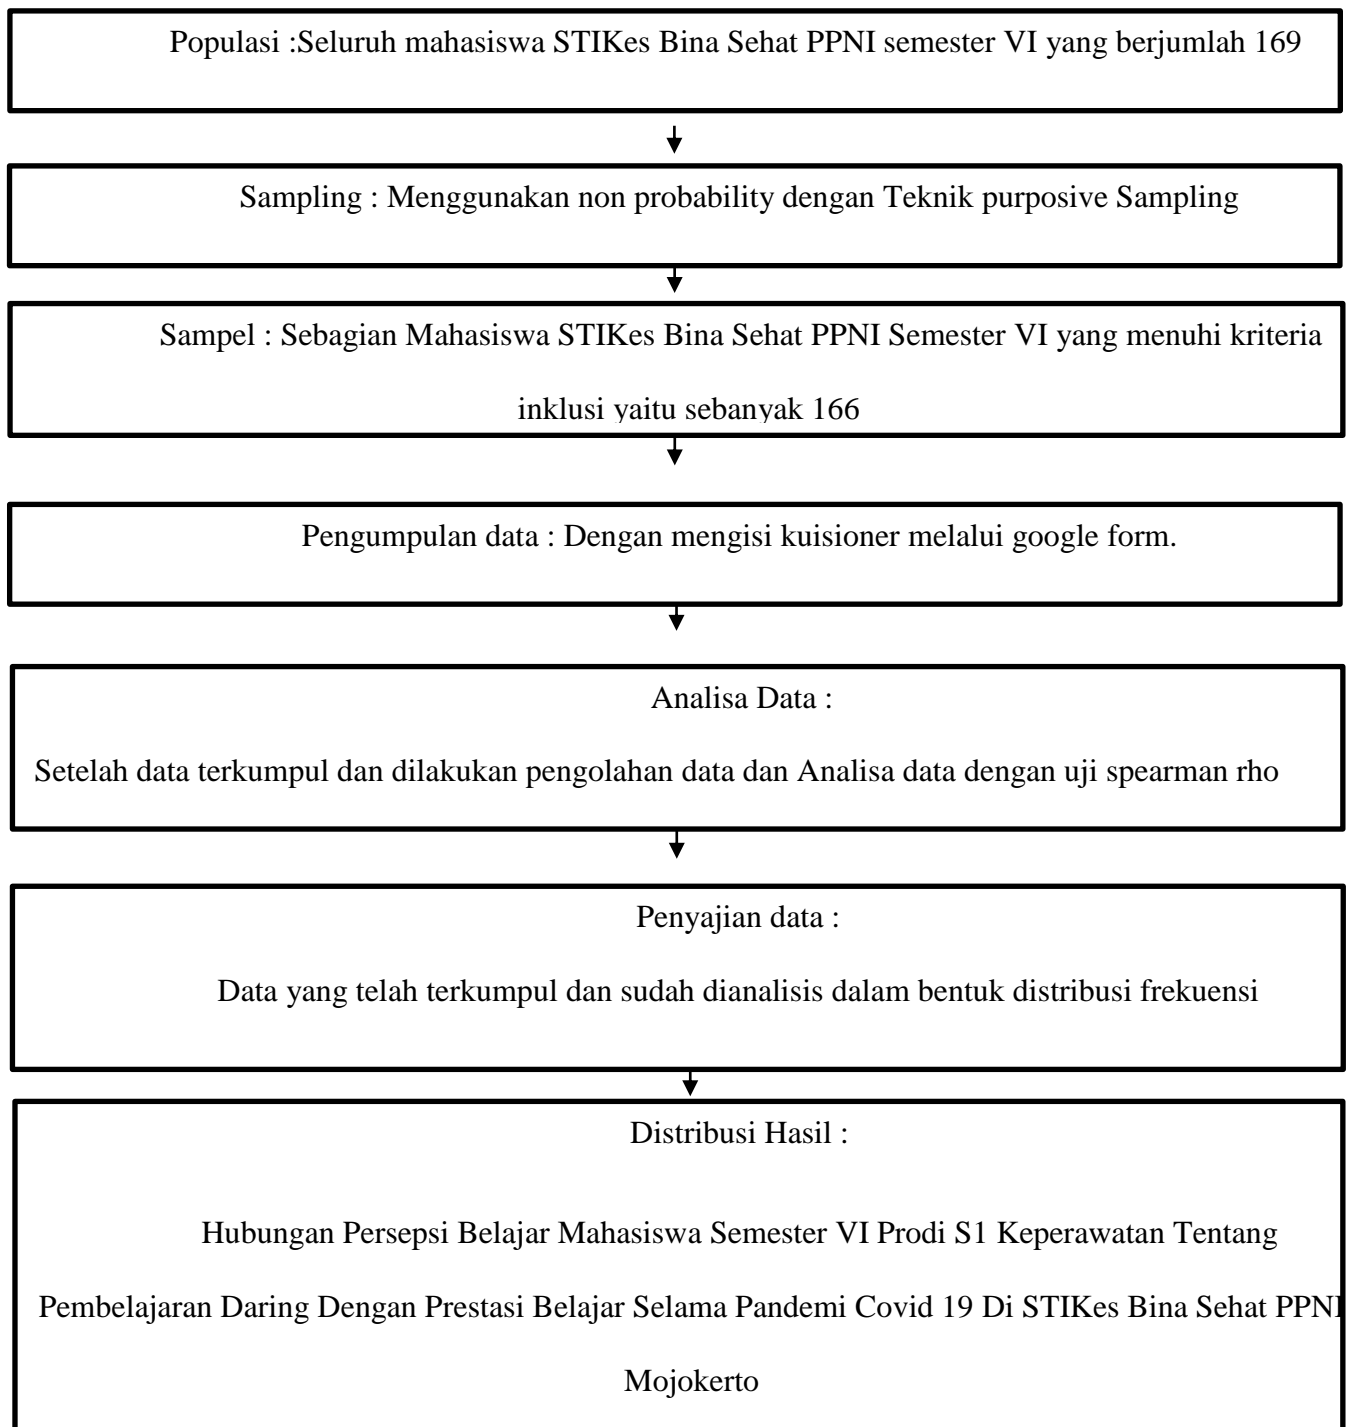 Populasi :Seluruh mahasiswa STIKes Bina Sehat PPNI semester VI yang berjumlah 169
Sampling : Menggunakan non probability dengan Teknik purposive Sampling
Sampel : Sebagian Mahasiswa STIKes Bina Sehat PPNI Semester VI yang menuhi kriteria
inklusi yaitu sebanyak 166
Pengumpulan data : Dengan mengisi kuisioner melalui google form.
Analisa Data :
Setelah data terkumpul dan dilakukan pengolahan data dan Analisa data dengan uji spearman rho
Penyajian data :
Data yang telah terkumpul dan sudah dianalisis dalam bentuk distribusi frekuensi
Distribusi Hasil :
Hubungan Persepsi Belajar Mahasiswa Semester VI Prodi S1 Keperawatan Tentang
Pembelajaran Daring Dengan Prestasi Belajar Selama Pandemi Covid 19 Di STIKes Bina Sehat PPNI
Mojokerto